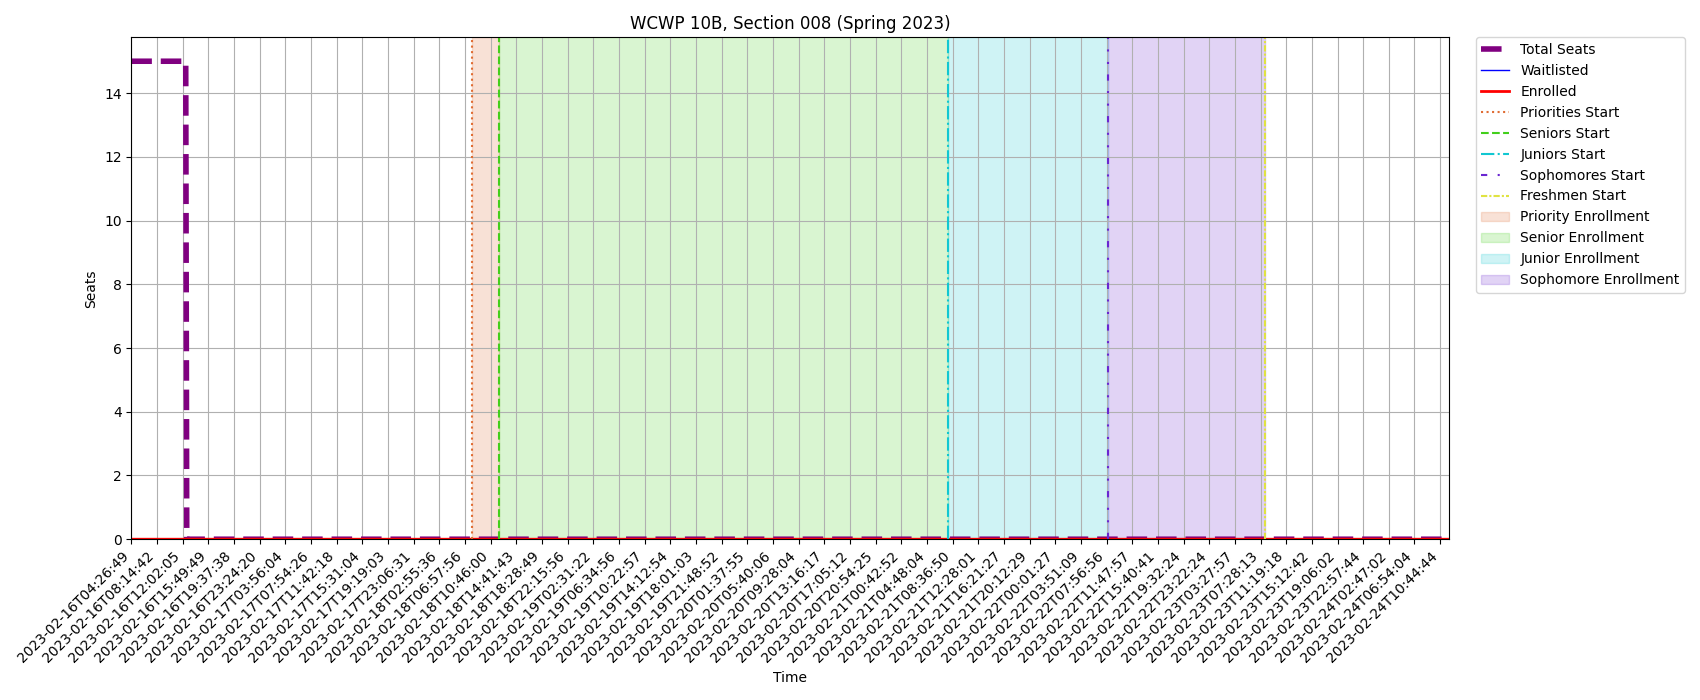 WCWP 10B, Section 008 (Spring 2023)
Total Seats
Waitlisted
Enrolled
Priorities Start
Seniors Start
Juniors Start
Sophomores Start
Freshmen Start
Priority Enrollment
Senior Enrollment
Junior Enrollment
Sophomore Enrollment
Seats
14
12
10
8
6
4
2
0
2023-02-16T04:26:49
2023-02-16T08:14:42
2023-02-16T12:02:05
2023-02-16T15:49:49
2023-02-16T19:37:38
2023-02-16T23:24:20
2023-02-17T03:56:04
2023-02-17T07:54:26
2023-02-17T11:42:18
2023-02-17T15:31:04
2023-02-17T19:19:03
2023-02-17T23:06:31
2023-02-18T02:55:36
2023-02-18T06:57:56
2023-02-18T10:46:00
2023-02-18T14:41:43
2023-02-18T18:28:49
2023-02-18T22:15:56
2023-02-19T02:31:22
2023-02-19T06:34:56
2023-02-19T10:22:57
2023-02-19T14:12:54
2023-02-19T18:01:03
2023-02-19T21:48:52
2023-02-20T01:37:55
2023-02-20T05:40:06
2023-02-20T09:28:04
2023-02-20T13:16:17
2023-02-20T17:05:12
2023-02-20T20:54:25
2023-02-21T00:42:52
2023-02-21T04:48:04
2023-02-21T08:36:50
2023-02-21T12:28:01
2023-02-21T16:21:27
2023-02-21T20:12:29
2023-02-22T00:01:27
2023-02-22T03:51:09
2023-02-22T07:56:56
2023-02-22T11:47:57
2023-02-22T15:40:41
2023-02-22T19:32:24
2023-02-22T23:22:24
2023-02-23T03:27:57
2023-02-23T07:28:13
2023-02-23T11:19:18
2023-02-23T15:12:42
2023-02-23T19:06:02
2023-02-23T22:57:44
2023-02-24T02:47:02
2023-02-24T06:54:04
2023-02-24T10:44:44
Time